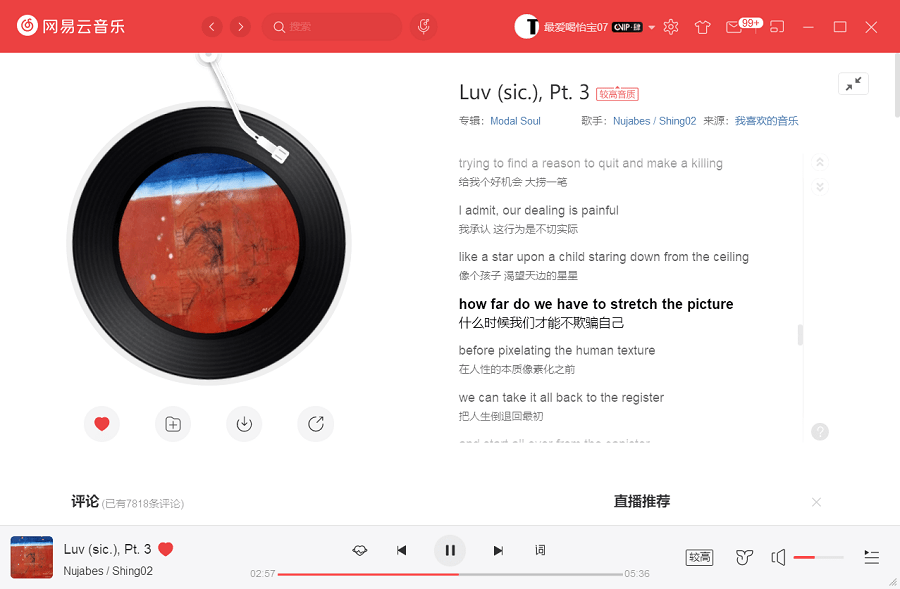 网易云音乐
搜索
最爱喝怡宝07
CVIP·肆
99+
Luv (sic.), Pt. 3 较高音质
专辑：Modal Soul 歌手：Nujabes / Shing02 来源：我喜欢的音乐
trying to find a reason to quit and make a killing
给我个好机会 大捞一笔
I admit, our dealing is painful
我承认 这行为是不切实际
like a star upon a child staring down from the ceiling
像个孩子 渴望天边的星星
how far do we have to stretch the picture
什么时候我们才能不欺骗自己
before pixelating the human texture
在人性的本质像素化之前
we can take it all back to the register
把人生倒退回最初
and start all over from the canister
评论 (已有7818条评论)
直播推荐
Luv (sic.), Pt. 3
Nujabes / Shing02
词
02:57
05:36
较高